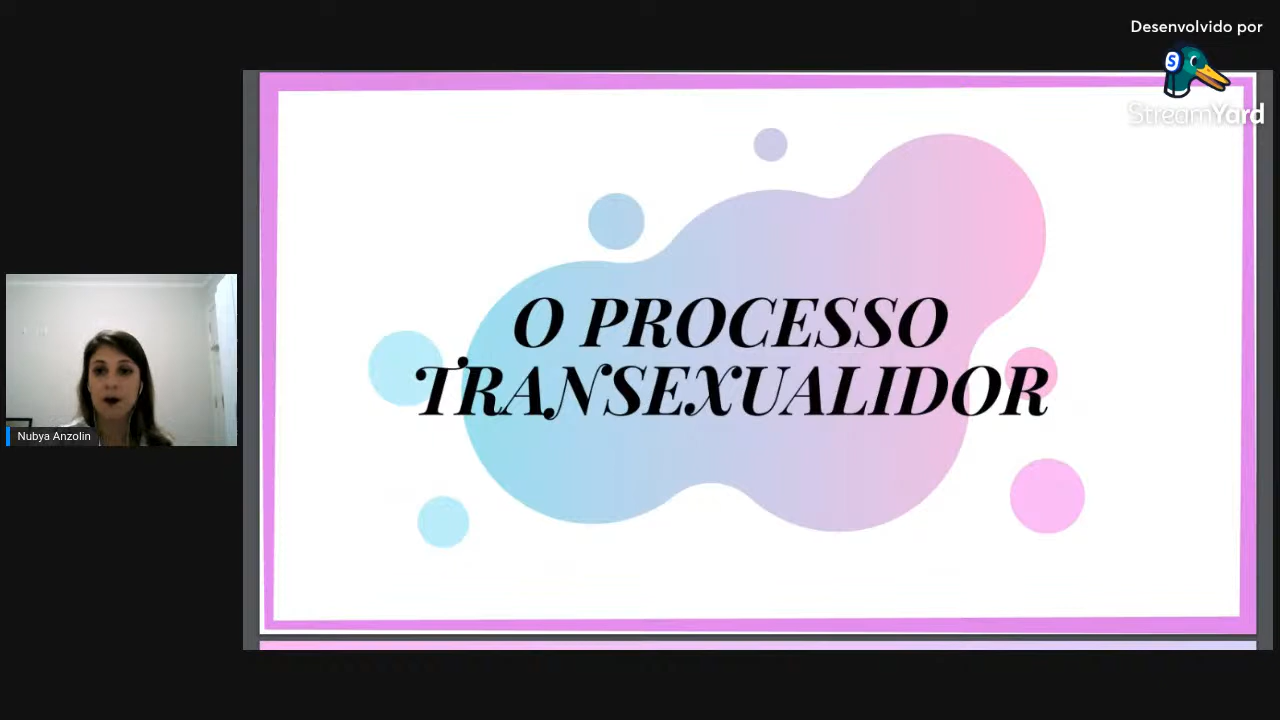 Desenvolvido por
S
StreamYard
O PROCESSO
TRANSEXUALIDOR
Nubya Anzolin